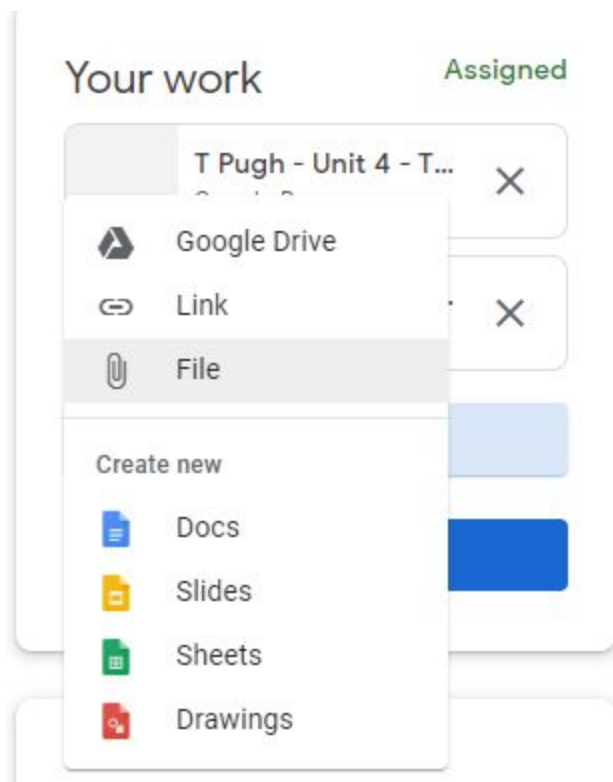 Your work
Assigned
T Pugh - Unit 4 - T...
Google Drive
Link
File
Create new
Docs
Slides
Sheets
Drawings